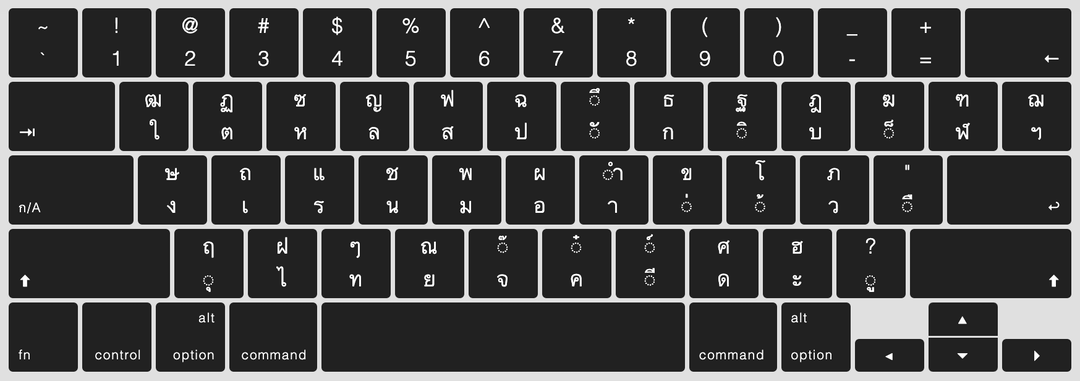 ~ ! @ # $ % ^ & * ( ) _ +
` 1 2 3 4 5 6 7 8 9 0 - = ←
ฒ ฏ ซ ญ ฟ ฉ ◌ึ ธ ฐ ฎ ฆ ฑ ฌ
⇥ ใ ต ห ล ส ป ◌ั ก ◌ิ บ ◌็ ฬ ฯ
ษ ถ แ ช พ ผ ◌ำ ข โ ภ "
ก/A ง เ ร น ม อ า ◌่ ◌้ ว ◌ื ↩
ฤ ฝ ๆ ณ ◌๊ ◌๋ ◌์ ศ ฮ ?
⬆ ◌ุ ไ ท ย จ ค ◌ี ด ะ ◌ู ⬆
alt alt ▲
fn control option command command option ◀ ▼ ▶